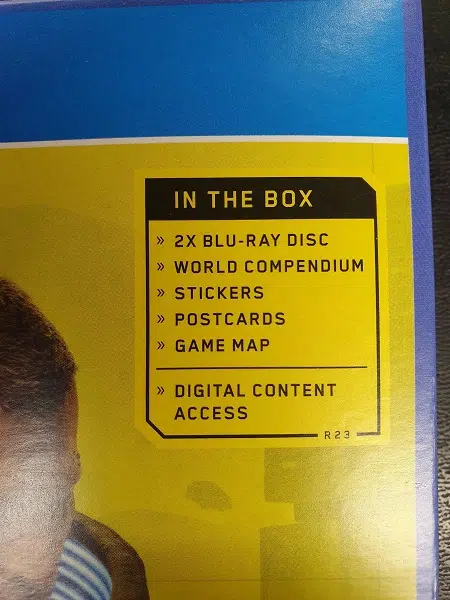 IN THE BOX
» 2X BLU-RAY DISC
» WORLD COMPENDIUM
» STICKERS
» POSTCARDS
» GAME MAP
» DIGITAL CONTENT
ACCESS
R23